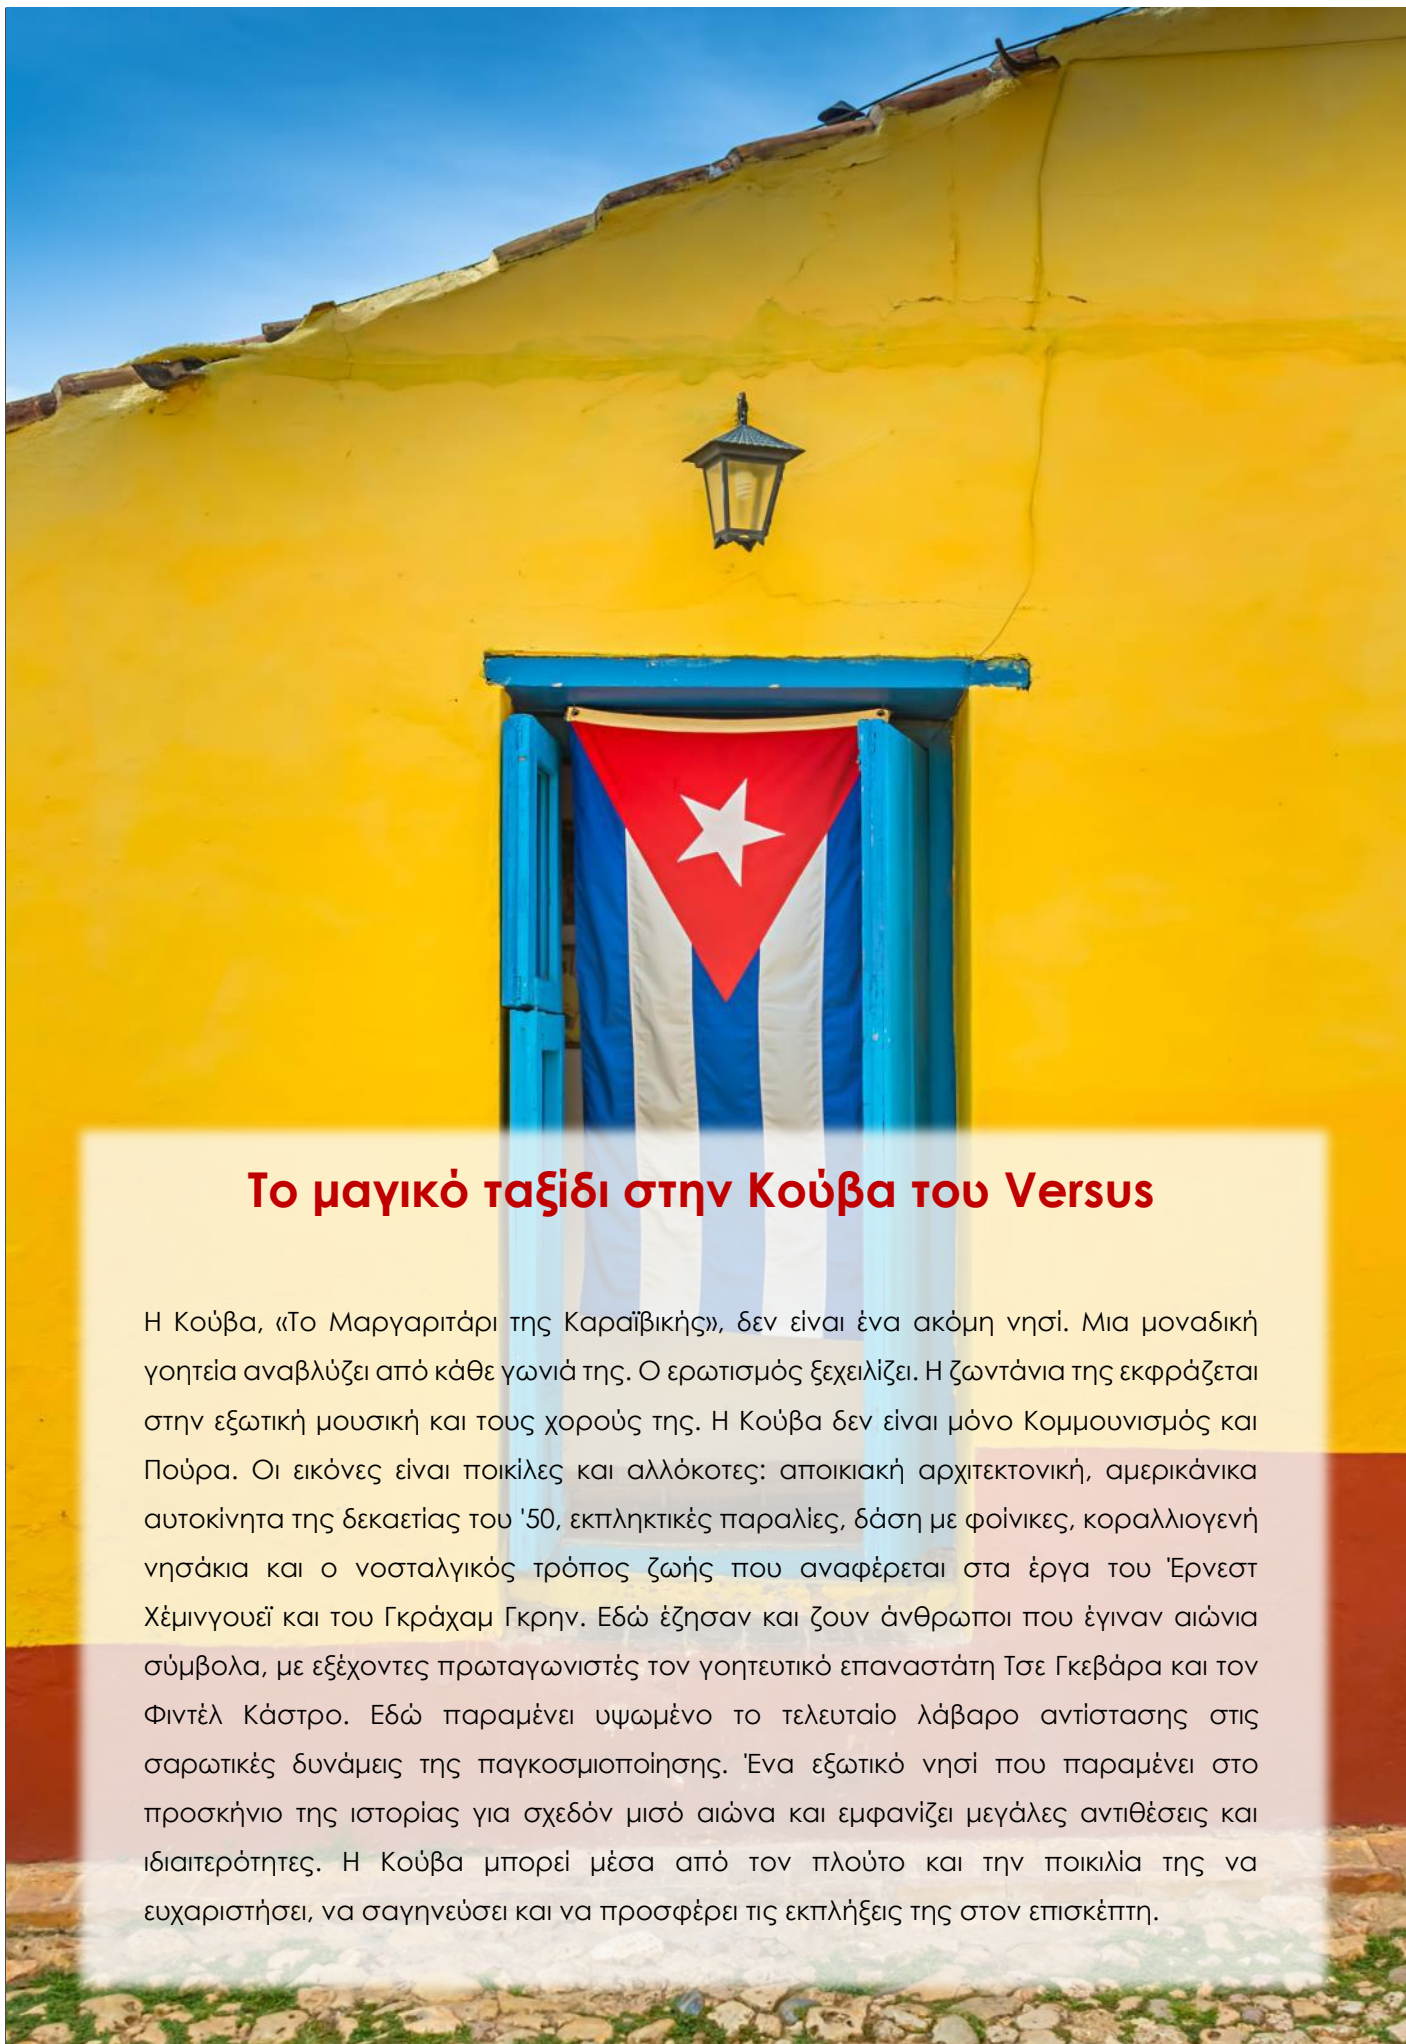 Το μαγικό ταξίδι στην Κούβα του Versus
Η Κούβα, «Το Μαργαριτάρι της Καραϊβικής», δεν είναι ένα ακόμη νησί. Μια μοναδική
γοητεία αναβλύζει από κάθε γωνιά της. Ο ερωτισμός ξεχειλίζει. Η ζωντάνια της εκφράζεται
στην εξωτική μουσική και τους χορούς της. Η Κούβα δεν είναι μόνο Κομμουνισμός και
Πούρα. Οι εικόνες είναι ποικίλες και αλλόκοτες: αποικιακή αρχιτεκτονική, αμερικάνικα
αυτοκίνητα της δεκαετίας του '50, εκπληκτικές παραλίες, δάση με φοίνικες, κοραλλιογενή
νησάκια και ο νοσταλγικός τρόπος ζωής που αναφέρεται στα έργα του Έρνεστ
Χέμινγουεϊ και του Γκράχαμ Γκρην. Εδώ έζησαν και ζουν άνθρωποι που έγιναν αιώνια
σύμβολα, με εξέχοντες πρωταγωνιστές τον γοητευτικό επαναστάτη Τσε Γκεβάρα και τον
Φιντέλ Κάστρο. Εδώ παραμένει υψωμένο το τελευταίο λάβαρο αντίστασης στις
σαρωτικές δυνάμεις της παγκοσμιοποίησης. Ένα εξωτικό νησί που παραμένει στο
προσκήνιο της ιστορίας για σχεδόν μισό αιώνα και εμφανίζει μεγάλες αντιθέσεις και
ιδιαιτερότητες. Η Κούβα μπορεί μέσα από τον πλούτο και την ποικιλία της να
ευχαριστήσει, να σαγηνεύσει και να προσφέρει τις εκπλήξεις της στον επισκέπτη.